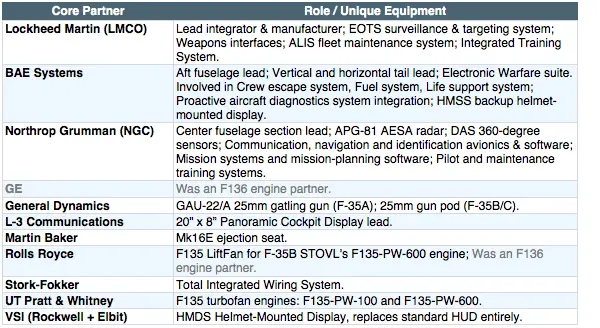 Core Partner Role / Unique Equipment
Lockheed Martin (LMCO) Lead integrator & manufacturer; EOTS surveillance & targeting system;
Weapons interfaces; ALIS fleet maintenance system; Integrated Training
System.
BAE Systems Aft fuselage lead; Vertical and horizontal tail lead; Electronic Warfare suite.
Involved in Crew escape system, Fuel system, Life support system;
Proactive aircraft diagnostics system integration; HMSS backup helmet-
mounted display.
Northrop Grumman (NGC) Center fuselage section lead; APG-81 AESA radar; DAS 360-degree
sensors; Communication, navigation and identification avionics & software;
Mission systems and mission-planning software; Pilot and maintenance
training systems.
GE Was an F136 engine partner.
General Dynamics GAU-22/A 25mm gatling gun (F-35A); 25mm gun pod (F-35B/C).
L-3 Communications 20" x 8" Panoramic Cockpit Display lead.
Martin Baker Mk16E ejection seat.
Rolls Royce F135 LiftFan for F-35B STOVL's F135-PW-600 engine; Was an F136
engine partner.
Stork-Fokker Total Integrated Wiring System.
UT Pratt & Whitney F135 turbofan engines: F135-PW-100 and F135-PW-600.
VSI (Rockwell + Elbit) HMDS Helmet-Mounted Display, replaces standard HUD entirely.